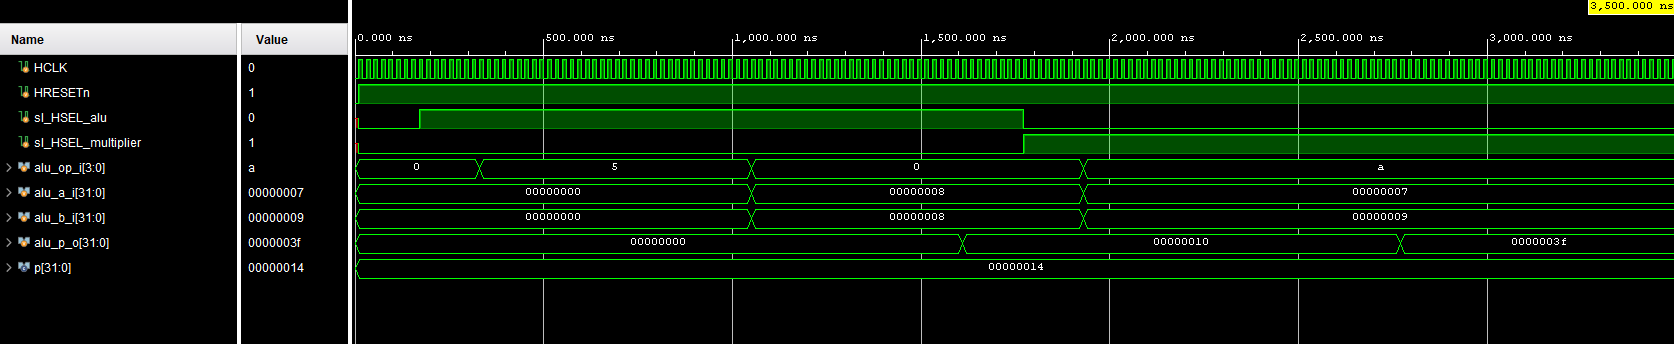 3,500.000 ns
Name Value
0.000 ns 500.000 ns 1,000.000 ns 1,500.000 ns 2,000.000 ns 2,500.000 ns 3,000.000 ns
HCLK 0
HRESETn 1
sl_HSEL_alu 0
sl_HSEL_multiplier 1
alu_op_i[3:0] a 0 5 0 a
alu_a_i[31:0] 00000007 00000000 00000008 00000007
alu_b_i[31:0] 00000009 00000000 00000008 00000009
alu_p_o[31:0] 0000003f 00000000 00000010 0000003f
p[31:0] 00000014 00000014